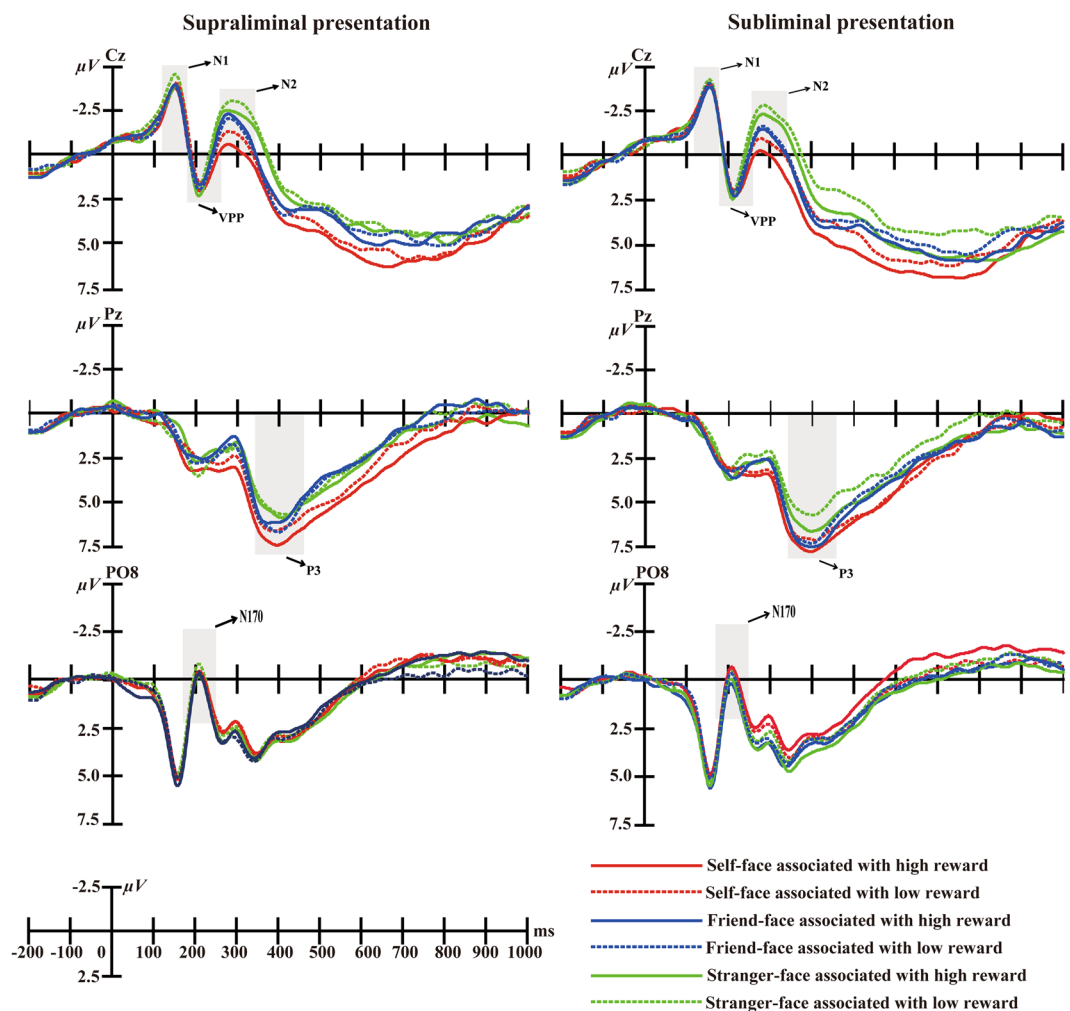 Supraliminal presentation
Subliminal presentation
Cz
µV
N1
N2
-2.5
2.5
VPP
5.0
7.5
Cz
µV
N1
N2
-2.5
2.5
VPP
5.0
7.5
µV Pz
-2.5
2.5
5.0
7.5
P3
µV Pz
-2.5
2.5
5.0
7.5
P3
PO8
µV
N170
-2.5
2.5
5.0
7.5
PO8
µV
N170
-2.5
2.5
5.0
7.5
-2.5 µV
ms
-200 -100 0 100 200 300 400 500 600 700 800 900 1000
2.5
Self-face associated with high reward
Self-face associated with low reward
Friend-face associated with high reward
Friend-face associated with low reward
Stranger-face associated with high reward
Stranger-face associated with low reward